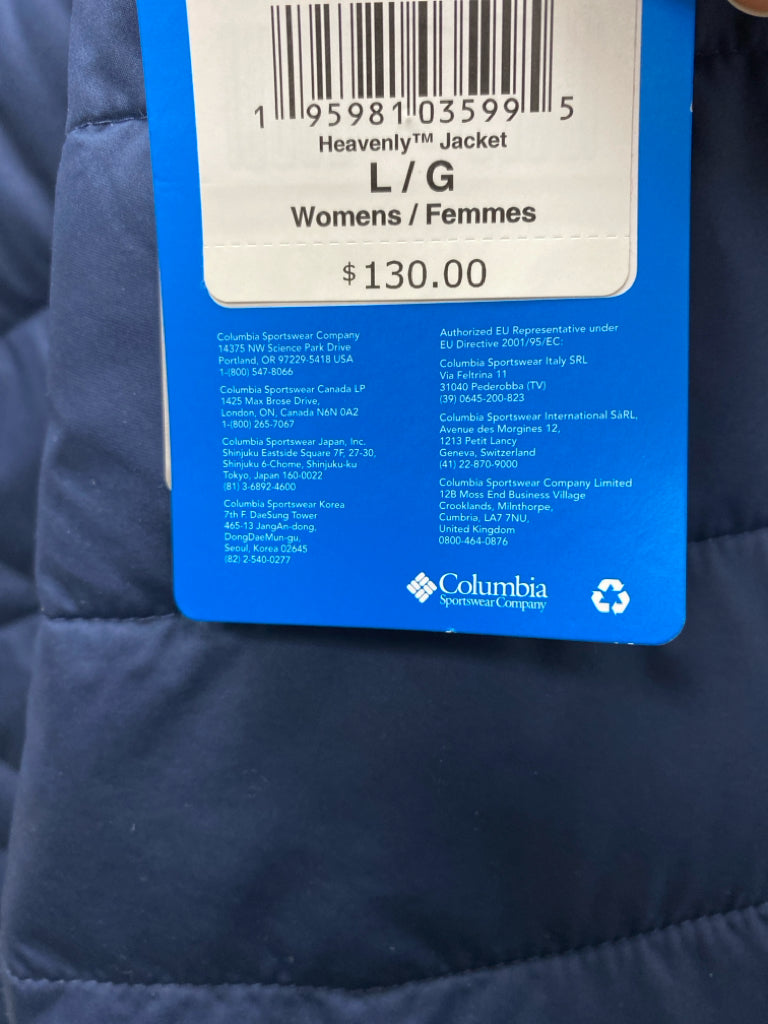 1 95981 03599 5
Heavenly™ Jacket
L / G
Womens / Femmes
$130.00
Columbia Sportswear Company
14375 NW Science Park Drive
Portland, OR 97229-5418 USA
1-(800) 547-8066
Columbia Sportswear Canada LP
1425 Max Brose Drive,
London, ON, Canada N6N 0A2
1-(800) 265-7067
Columbia Sportswear Japan, Inc.
Shinjuku Eastside Square 7F, 27-30,
Shinjuku 6-Chome, Shinjuku-ku
Tokyo, Japan 160-0022
(81) 3-6892-4600
Columbia Sportswear Korea
7th F. DaeSung Tower
465-13 JangAn-dong,
DongDaeMun-gu,
Seoul, Korea 02645
(82) 2-540-0277
Authorized EU Representative under
EU Directive 2001/95/EC:
Columbia Sportswear Italy SRL
Via Feltrina 11
31040 Pederobba (TV)
(39) 0645-200-823
Columbia Sportswear International SàRL,
Avenue des Morgines 12,
1213 Petit Lancy
Geneva, Switzerland
(41) 22-870-9000
Columbia Sportswear Company Limited
12B Moss End Business Village
Crooklands, Milnthorpe,
Cumbria, LA7 7NU,
United Kingdom
0800-464-0876
Columbia
Sportswear Company